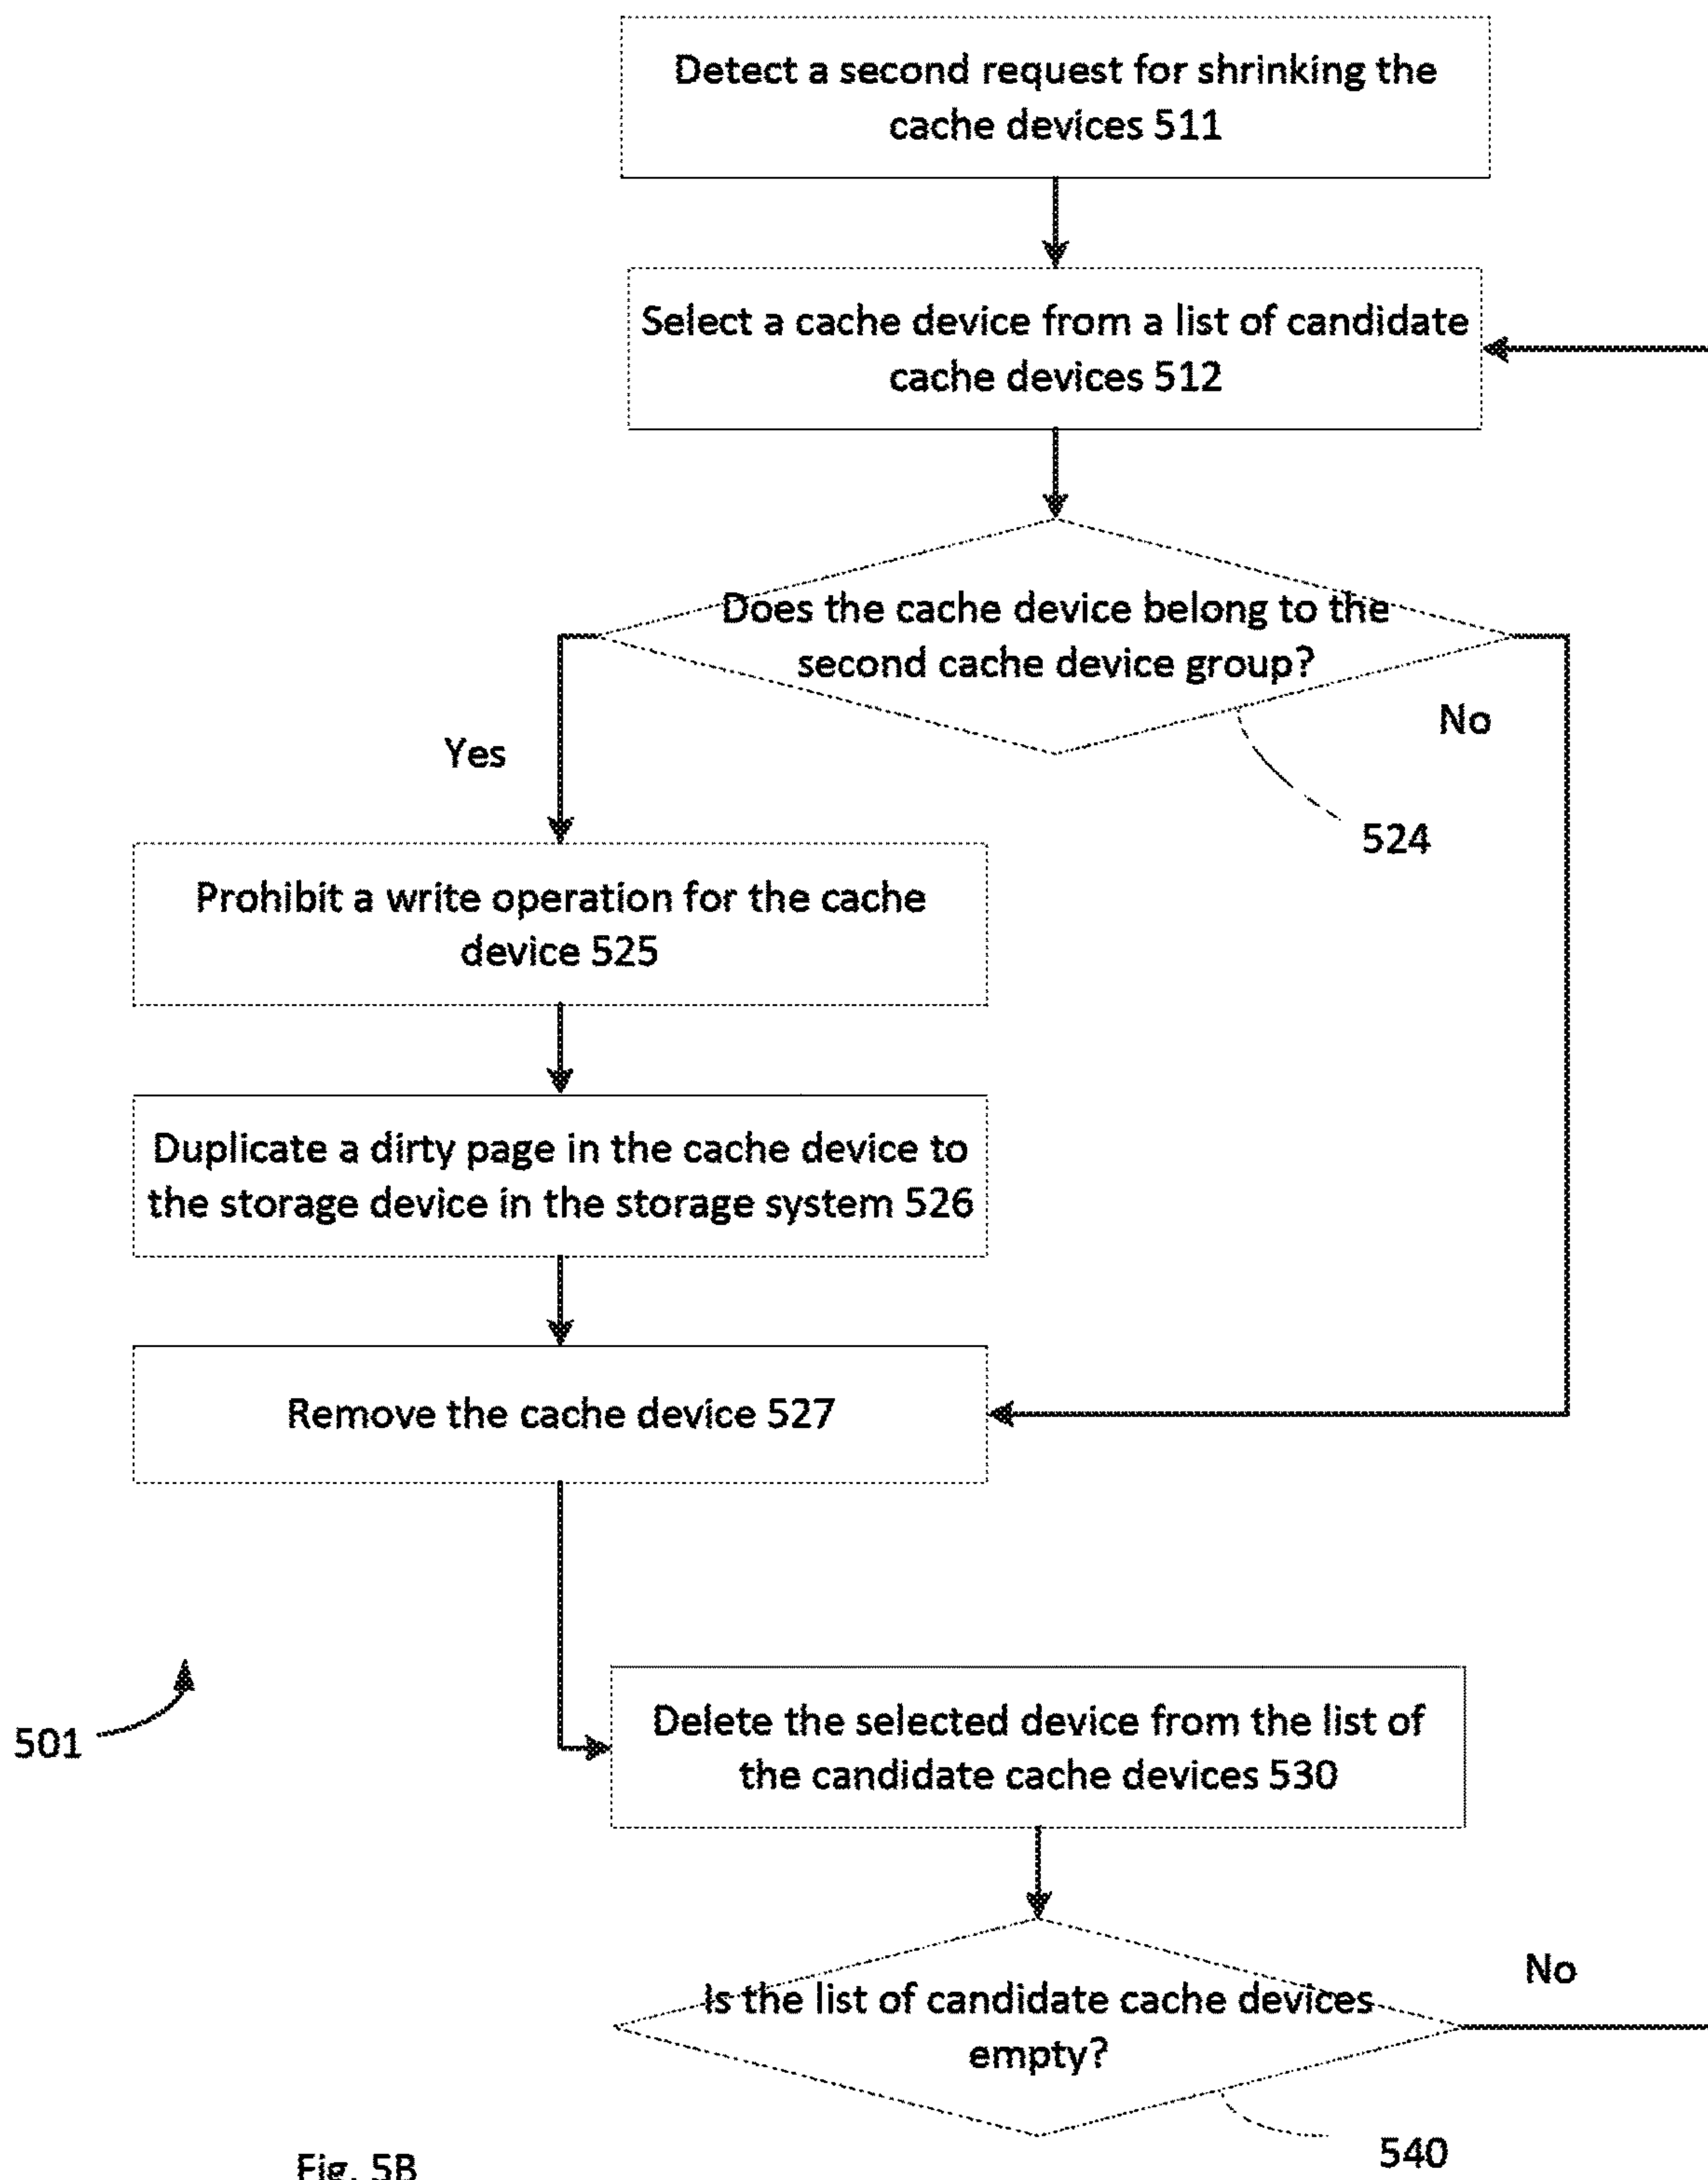 Detect a second request for shrinking the
cache devices 511
Select a cache device from a list of candidate
cache devices 512
Does the cache device belong to the
second cache device group?
No
Yes
524
Prohibit a write operation for the cache
device 525
Duplicate a dirty page in the cache device to
the storage device in the storage system 526
Remove the cache device 527
501
Delete the selected device from the list of
the candidate cache devices 530
No
Is the list of candidate cache devices
empty?
540
Fig. 5B